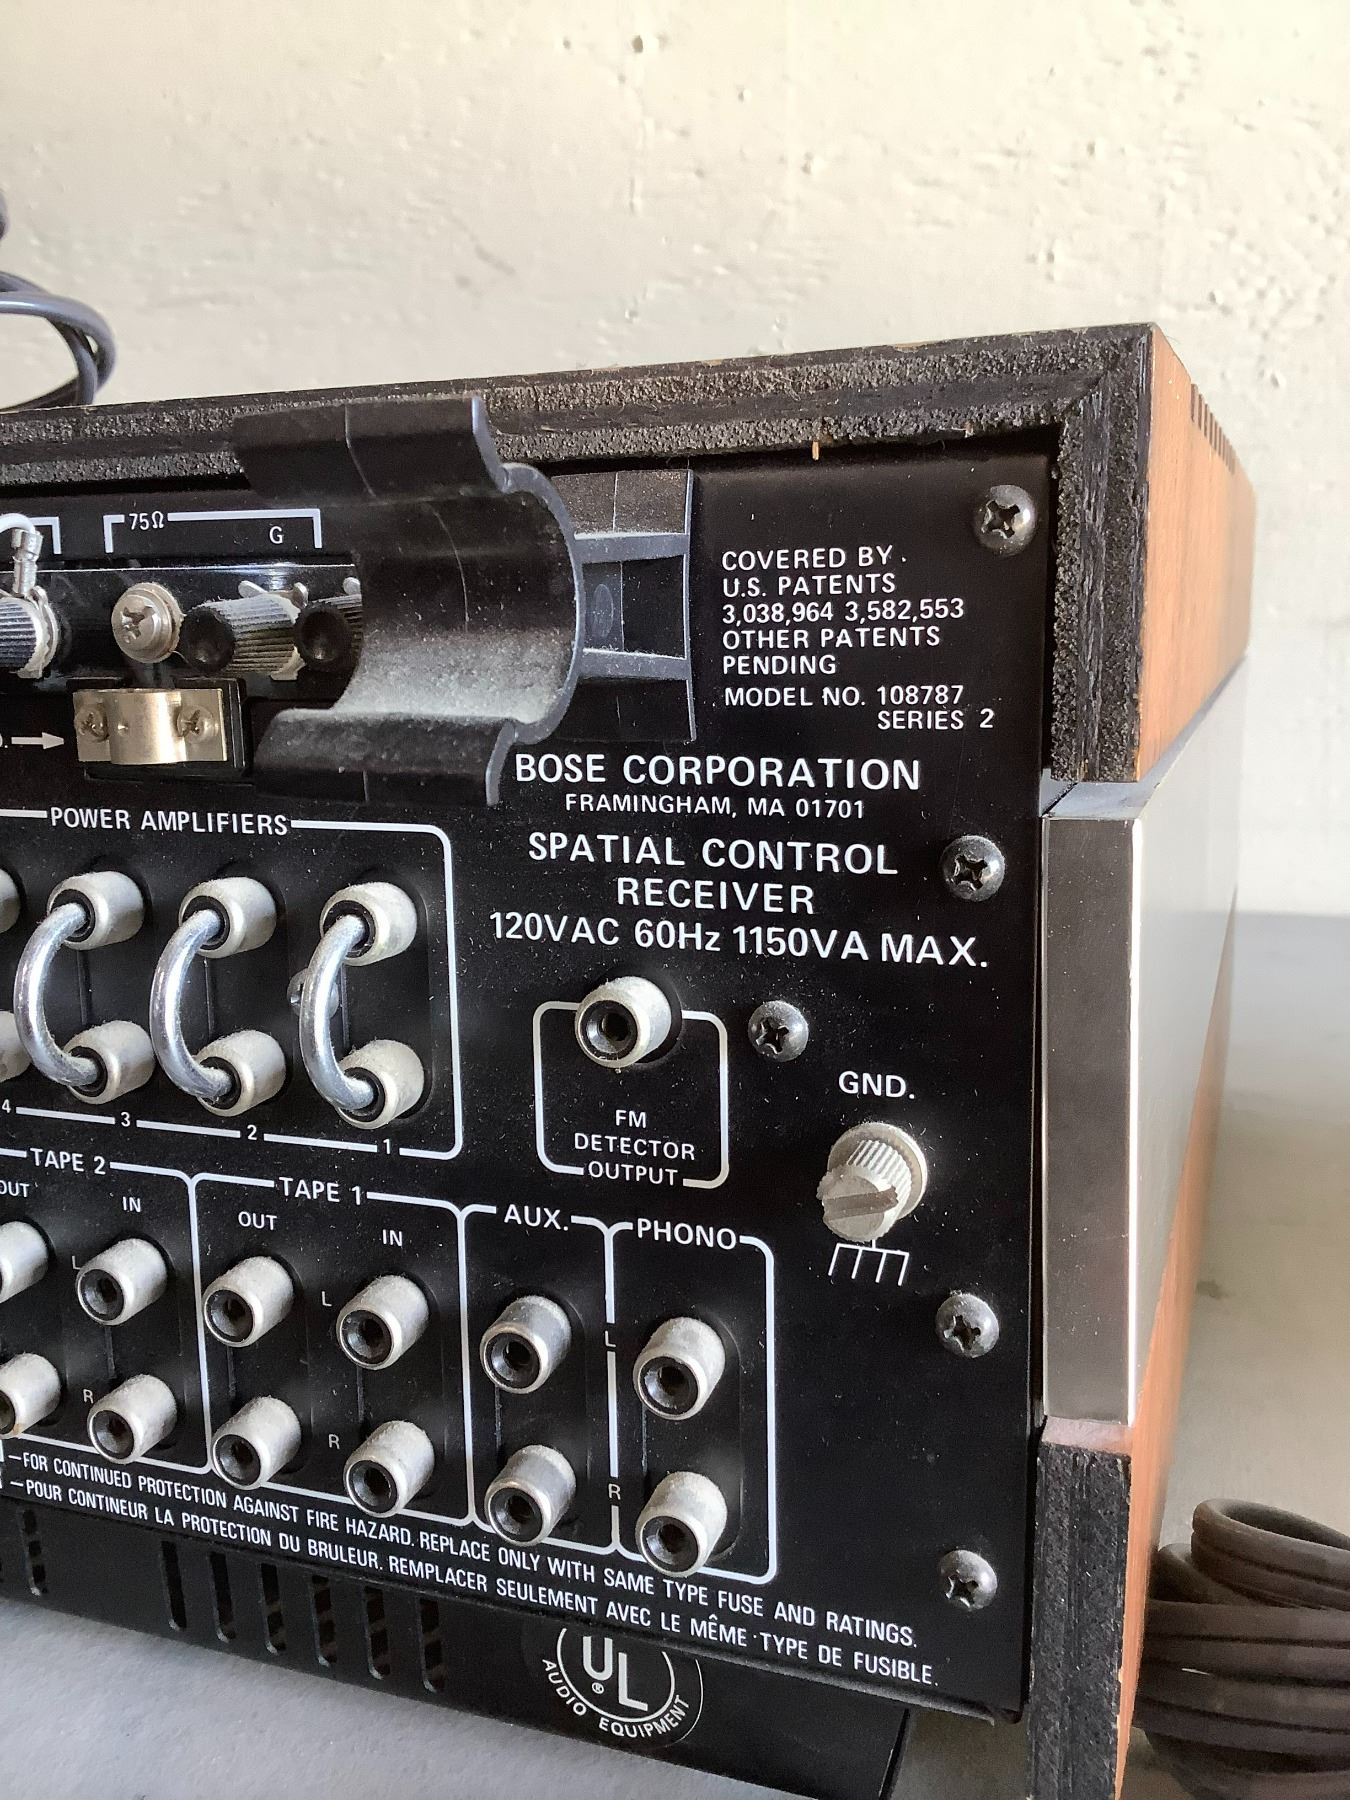 75Ω
G
COVERED BY
U.S. PATENTS
3,038,964 3,582,553
OTHER PATENTS
PENDING
MODEL NO. 108787
SERIES 2
BOSE CORPORATION
FRAMINGHAM, MA 01701
SPATIAL CONTROL
RECEIVER
120VAC 60Hz 1150VA MAX.
POWER AMPLIFIERS
4 3 2 1
FM
DETECTOR
OUTPUT
GND.
TAPE 2
OUT IN
L
R
TAPE 1
OUT IN
L
R
AUX. PHONO
L
R
—FOR CONTINUED PROTECTION AGAINST FIRE HAZARD. REPLACE ONLY WITH SAME TYPE FUSE AND RATINGS.
—POUR CONTINEUR LA PROTECTION DU BRULEUR. REMPLACER SEULEMENT AVEC LE MÊME TYPE DE FUSIBLE.
UL
®
AUDIO EQUIPMENT